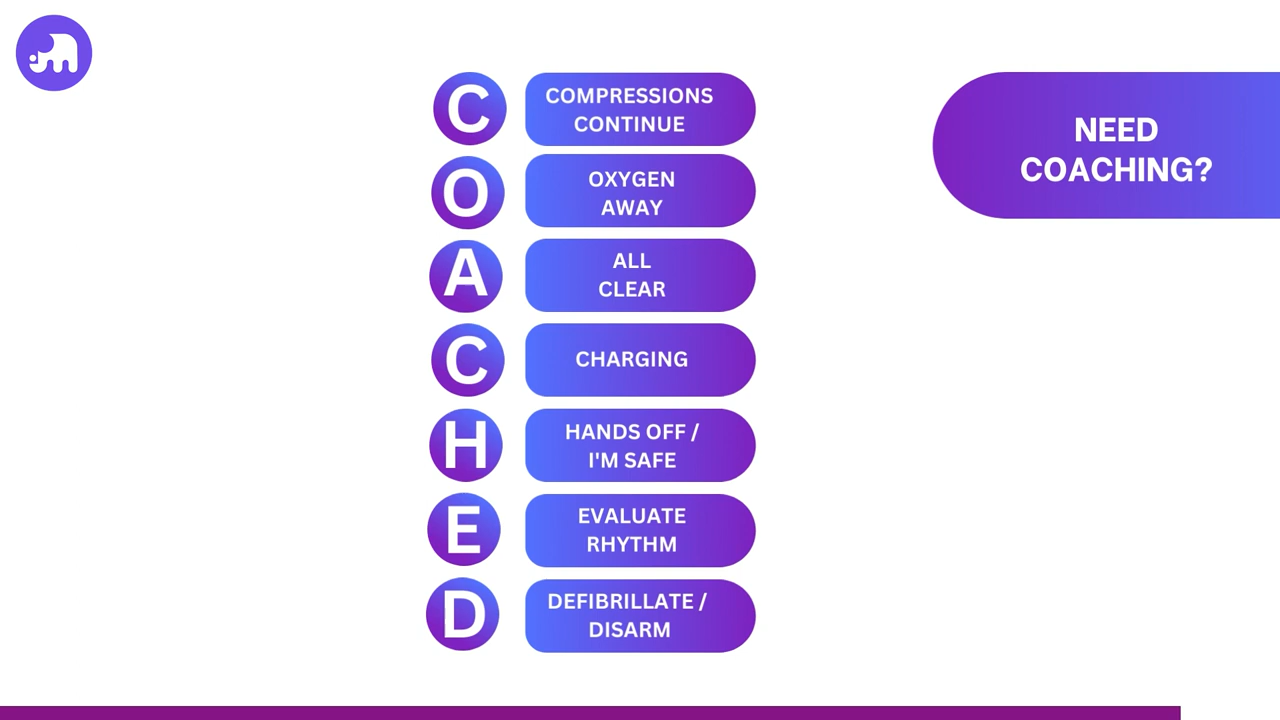 C
COMPRESSIONS
CONTINUE
O
OXYGEN
AWAY
A
ALL
CLEAR
C
CHARGING
H
HANDS OFF /
I'M SAFE
E
EVALUATE
RHYTHM
D
DEFIBRILLATE /
DISARM
NEED
COACHING?